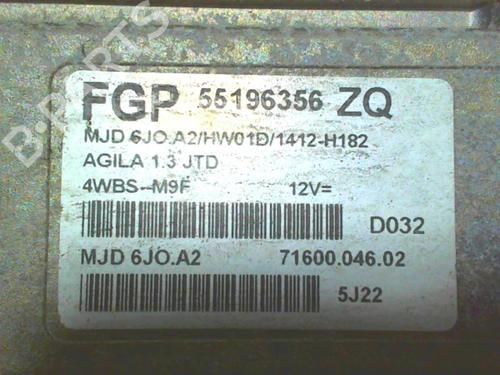 FGP 55196356 ZQ
MJD 6JO.A2/HW01D/1412-H182
AGILA 1.3 JTD
4WBS--M9F 12V=
D032
MJD 6JO.A2 71600.046.02
5J22
B-PARTS